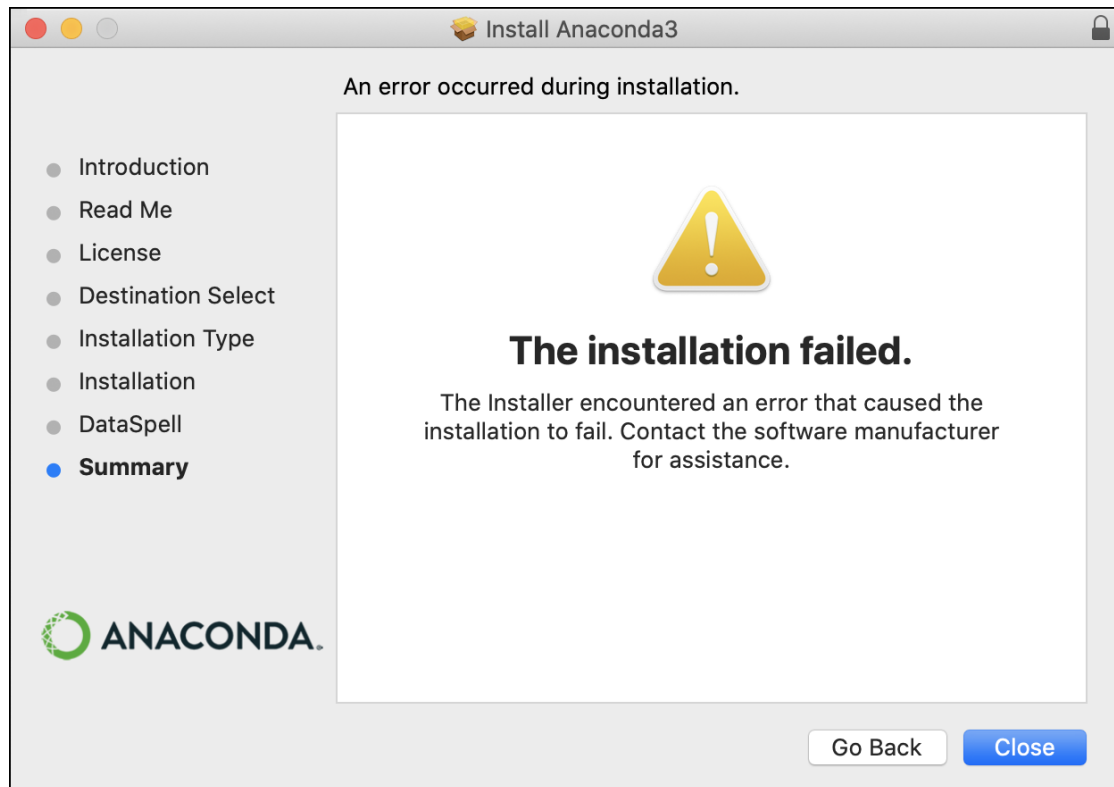 Install Anaconda3
An error occurred during installation.
Introduction
Read Me
License
Destination Select
Installation Type
Installation
DataSpell
Summary
The installation failed.
The Installer encountered an error that caused the
installation to fail. Contact the software manufacturer
for assistance.
ANACONDA.
Go Back
Close